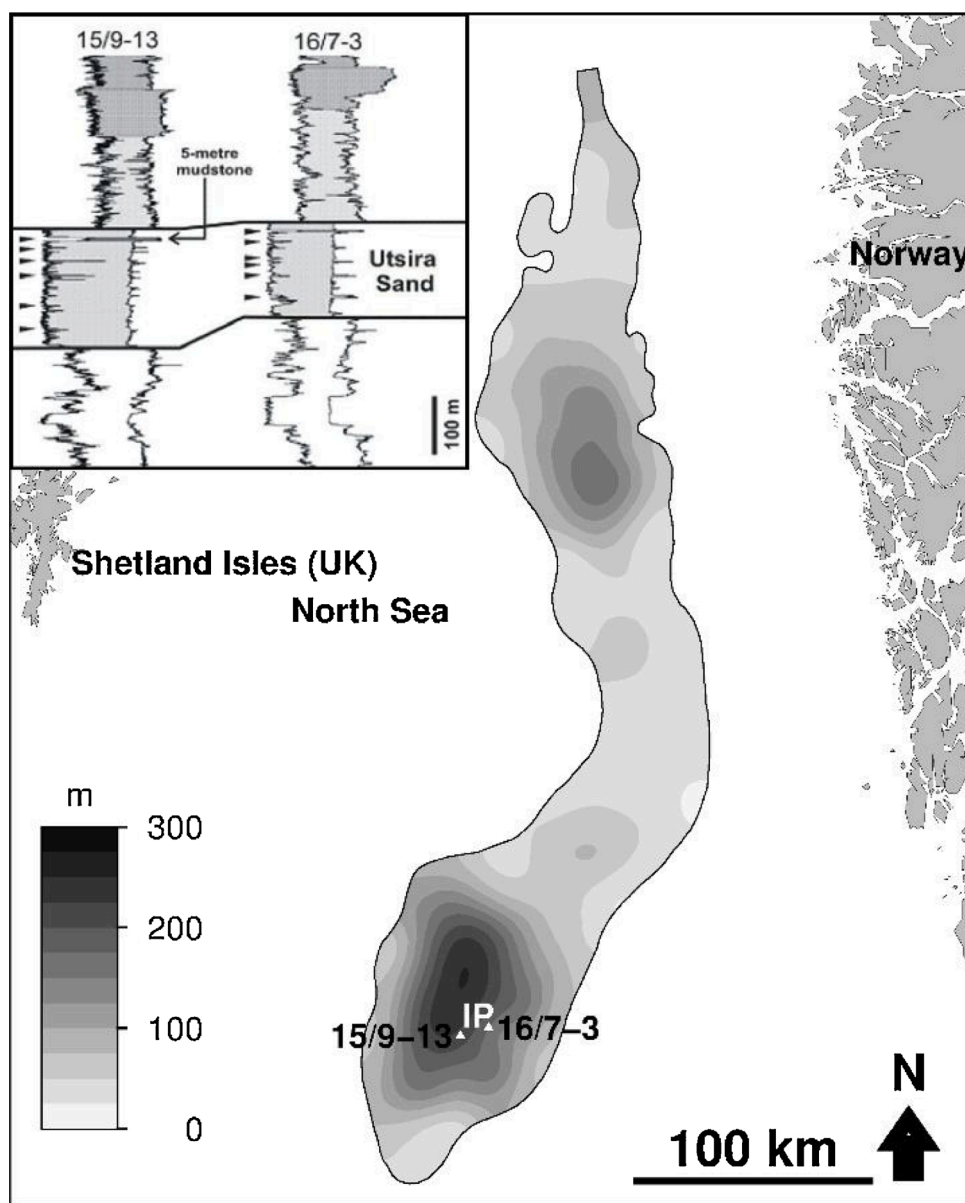 15/9-13
16/7-3
5-metre
mudstone
Utsira
Sand
100 m
Norway
Shetland Isles (UK)
North Sea
m
300
200
100
0
IP
15/9–13
16/7–3
N
100 km